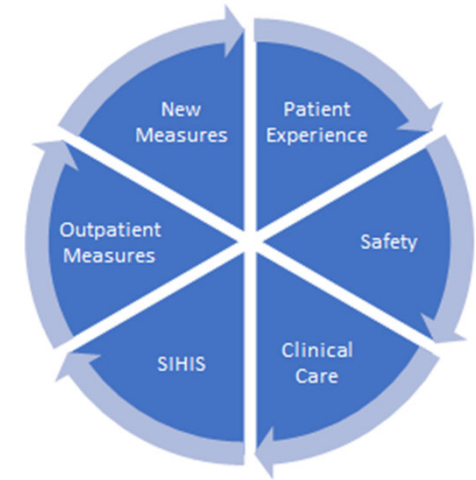 New
Measures
Patient
Experience
Outpatient
Measures
Safety
SIHIS
Clinical
Care